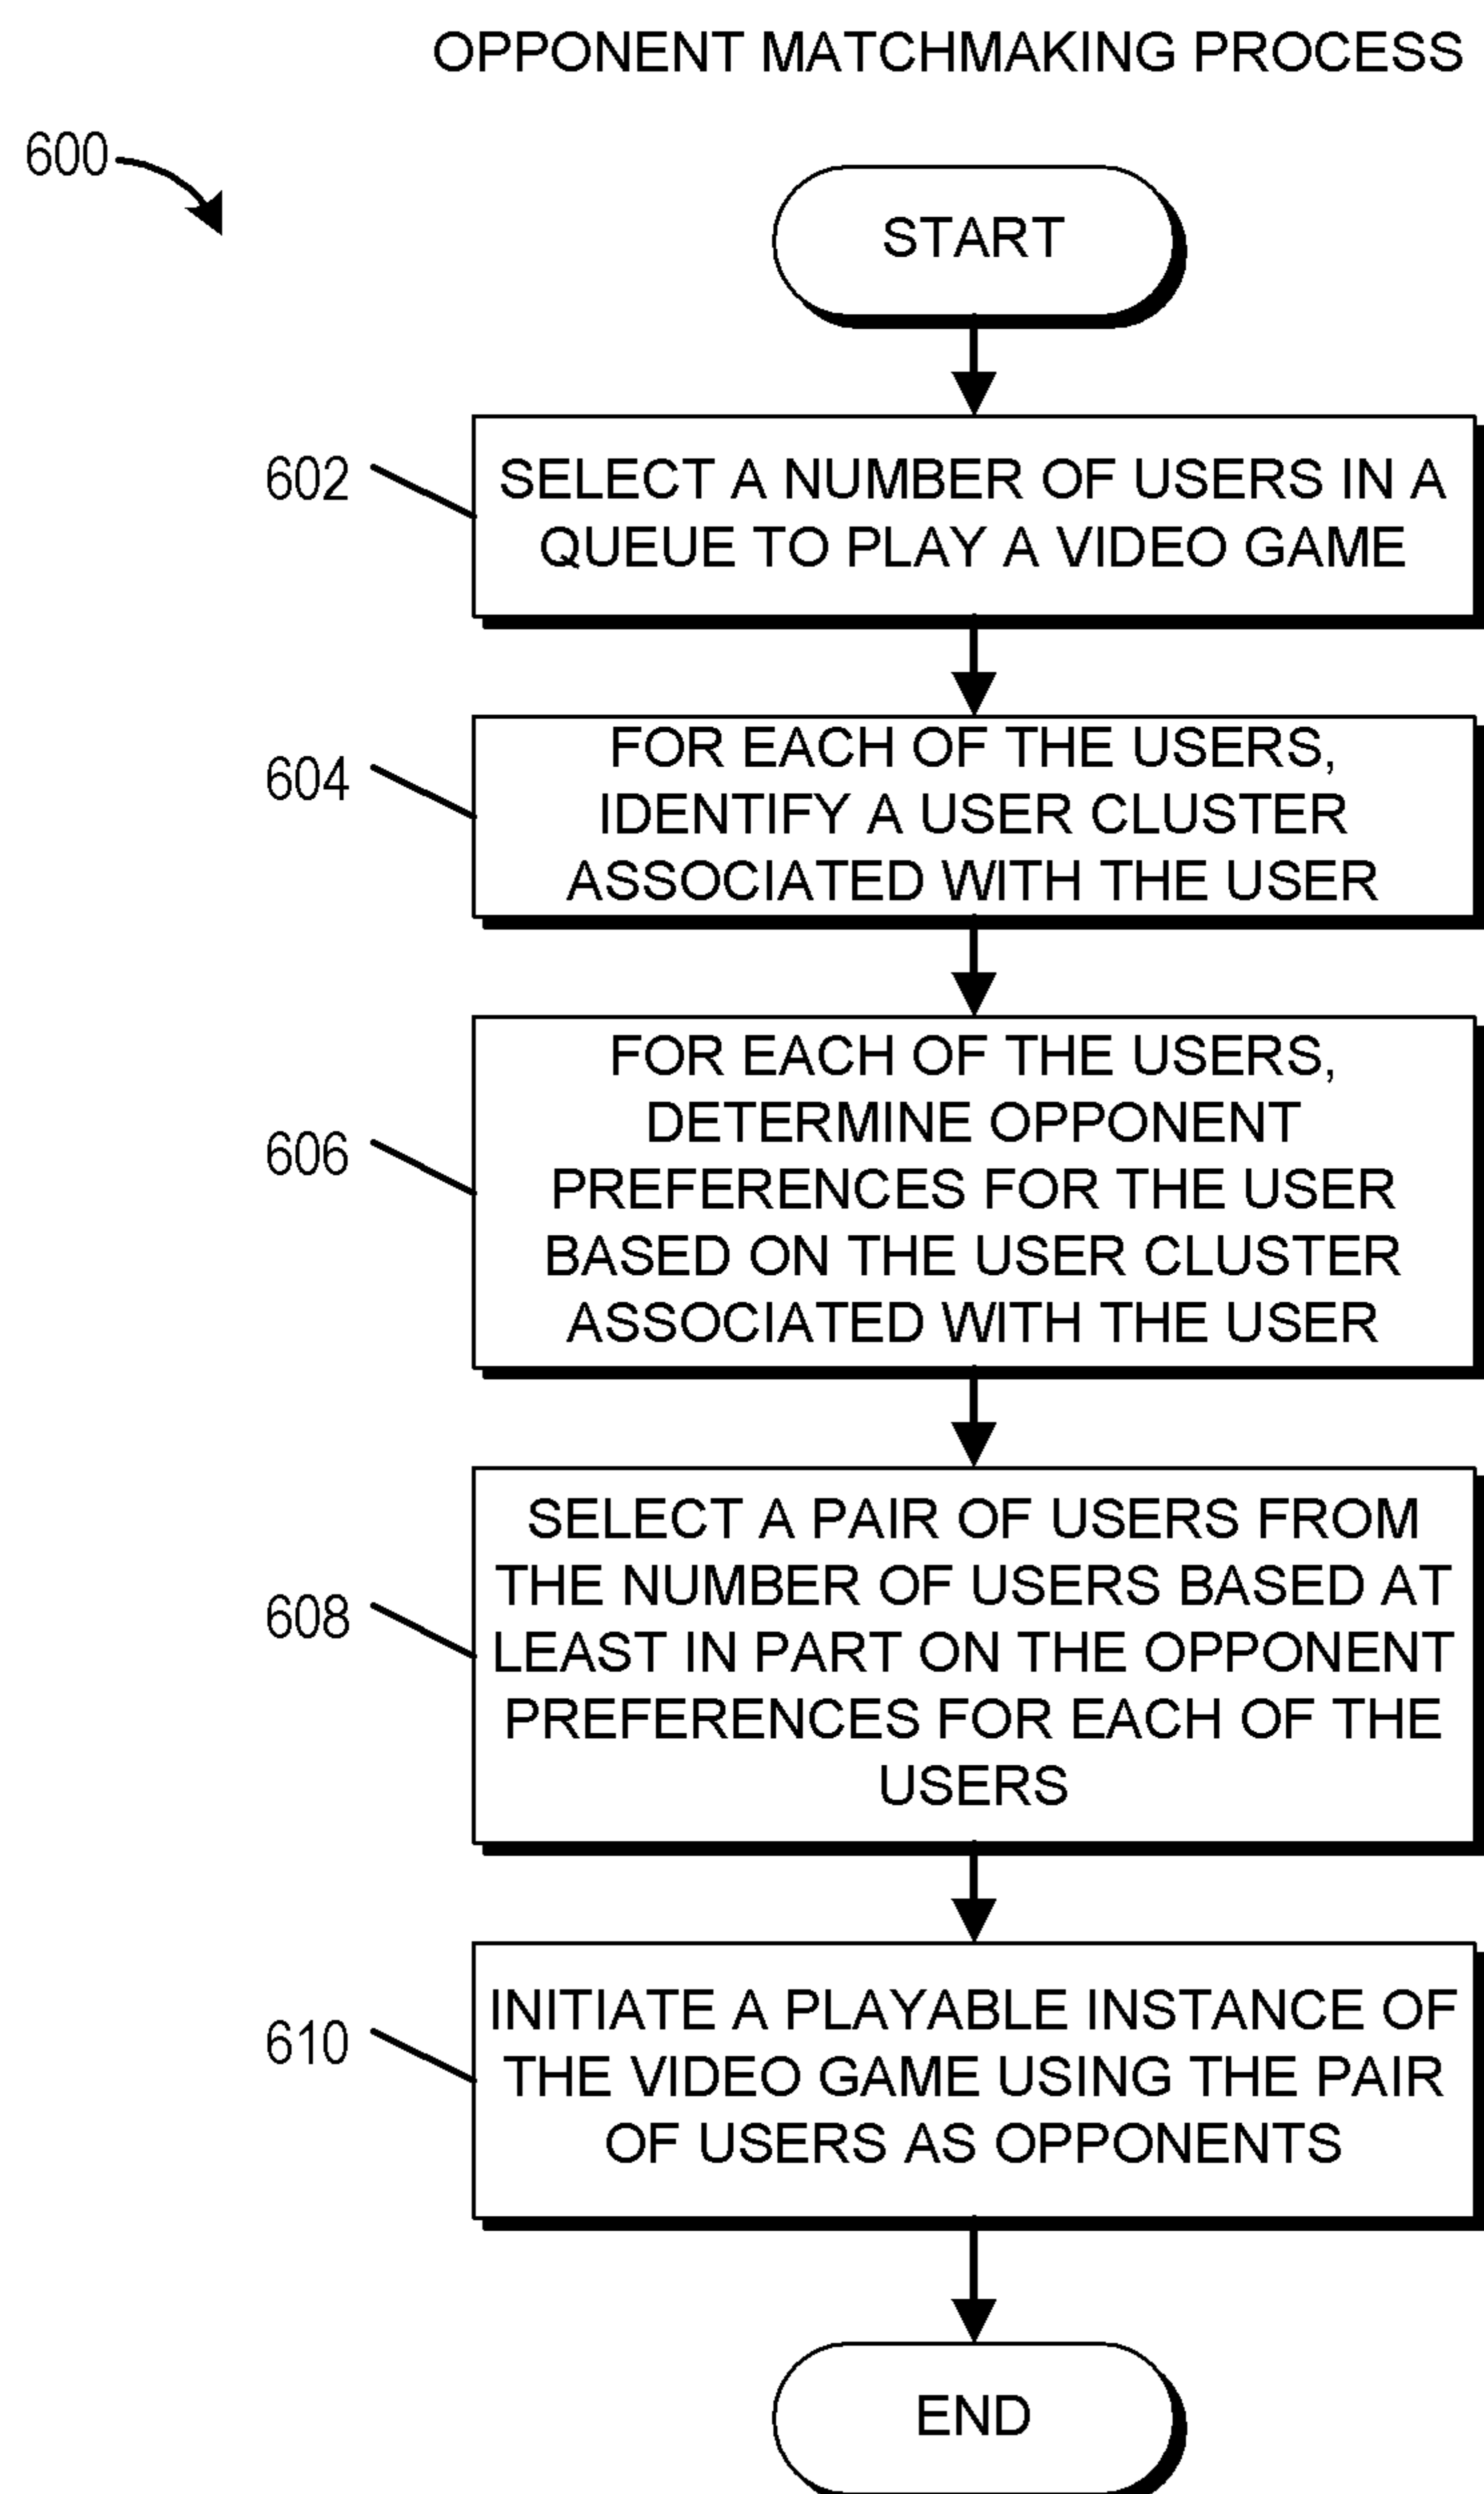 OPPONENT MATCHMAKING PROCESS
600
START
602
SELECT A NUMBER OF USERS IN A
QUEUE TO PLAY A VIDEO GAME
604
FOR EACH OF THE USERS,
IDENTIFY A USER CLUSTER
ASSOCIATED WITH THE USER
606
FOR EACH OF THE USERS,
DETERMINE OPPONENT
PREFERENCES FOR THE USER
BASED ON THE USER CLUSTER
ASSOCIATED WITH THE USER
608
SELECT A PAIR OF USERS FROM
THE NUMBER OF USERS BASED AT
LEAST IN PART ON THE OPPONENT
PREFERENCES FOR EACH OF THE
USERS
610
INITIATE A PLAYABLE INSTANCE OF
THE VIDEO GAME USING THE PAIR
OF USERS AS OPPONENTS
END